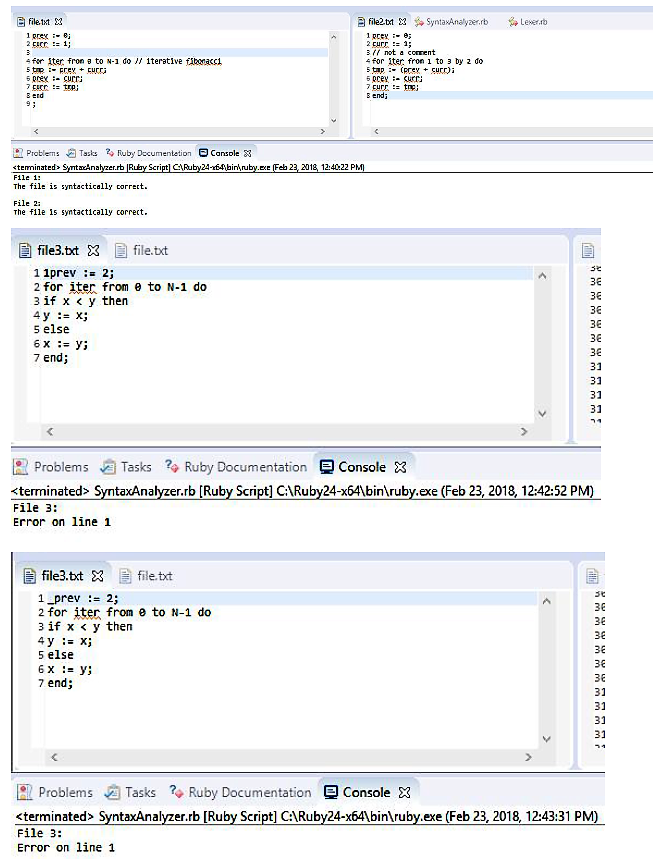 file.txt
1 prev := 0;
2 curr := 1;
3
4 for iter from 0 to N-1 do // iterative fibonacci
5 tmp := prev + curr;
6 prev := curr;
7 curr := tmp;
8 end
9 ;
file2.txt SyntaxAnalyzer.rb Lexer.rb
1 prev := 0;
2 curr := 1;
3 // not a comment
4 for iter from 1 to 3 by 2 do
5 tmp := (prev + curr);
6 prev := curr;
7 curr := tmp;
8 end;
Problems Tasks Ruby Documentation Console
<terminated> SyntaxAnalyzer.rb [Ruby Script] C:\Ruby24-x64\bin\ruby.exe (Feb 23, 2018, 12:40:22 PM)
File 1:
The file is syntactically correct.
File 2:
The file is syntactically correct.
file3.txt file.txt
1 1prev := 2;
2 for iter from 0 to N-1 do
3 if x < y then
4 y := x;
5 else
6 x := y;
7 end;
Problems Tasks Ruby Documentation Console
<terminated> SyntaxAnalyzer.rb [Ruby Script] C:\Ruby24-x64\bin\ruby.exe (Feb 23, 2018, 12:42:52 PM)
File 3:
Error on line 1
file3.txt file.txt
1 _prev := 2;
2 for iter from 0 to N-1 do
3 if x < y then
4 y := x;
5 else
6 x := y;
7 end;
Problems Tasks Ruby Documentation Console
<terminated> SyntaxAnalyzer.rb [Ruby Script] C:\Ruby24-x64\bin\ruby.exe (Feb 23, 2018, 12:43:31 PM)
File 3:
Error on line 1